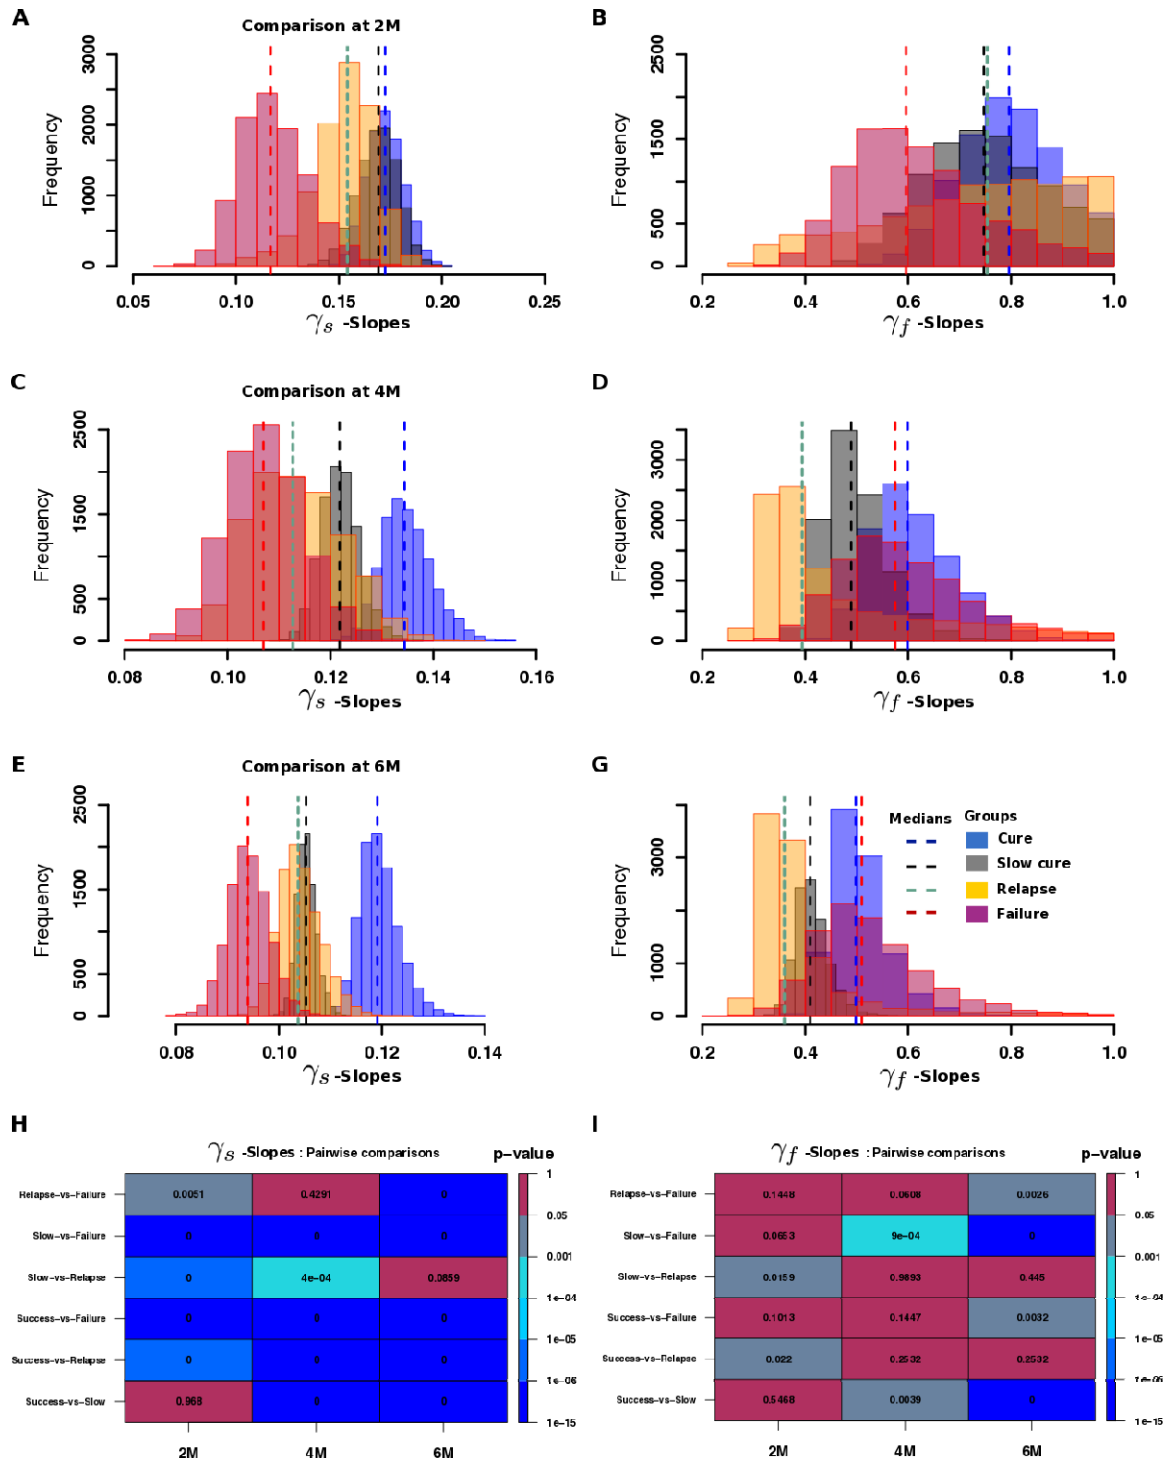 A
Comparison at 2M
B
Frequency
0 1000 2000 3000
0.05 0.10 0.15 0.20 0.25
γs -Slopes
Frequency
0 500 1500 2500
0.2 0.4 0.6 0.8 1.0
γf -Slopes
C
Comparison at 4M
D
Frequency
0 500 1500 2500
0.08 0.10 0.12 0.14 0.16
γs -Slopes
Frequency
0 1000 2000 3000
0.2 0.4 0.6 0.8 1.0
γf -Slopes
E
Comparison at 6M
G
Frequency
0 500 1500 2500
0.08 0.10 0.12 0.14
γs -Slopes
Frequency
0 1000 3000
0.2 0.4 0.6 0.8 1.0
γf -Slopes
Medians Groups
Cure
Slow cure
Relapse
Failure
H
γs -Slopes : Pairwise comparisons p-value
Relapse-vs-Failure 0.0051 0.4291 0
Slow-vs-Failure 0 0 0
Slow-vs-Relapse 0 4e-04 0.0859
Success-vs-Failure 0 0 0
Success-vs-Relapse 0 0 0
Success-vs-Slow 0.968 0 0
2M 4M 6M
1
0.05
0.001
1e-04
1e-05
1e-06
1e-15
I
γf -Slopes : Pairwise comparisons p-value
Relapse-vs-Failure 0.1448 0.0608 0.0026
Slow-vs-Failure 0.0653 9e-04 0
Slow-vs-Relapse 0.0159 0.9893 0.445
Success-vs-Failure 0.1013 0.1447 0.0032
Success-vs-Relapse 0.022 0.2532 0.2532
Success-vs-Slow 0.5468 0.0039 0
2M 4M 6M
1
0.05
0.001
1e-04
1e-05
1e-06
1e-15